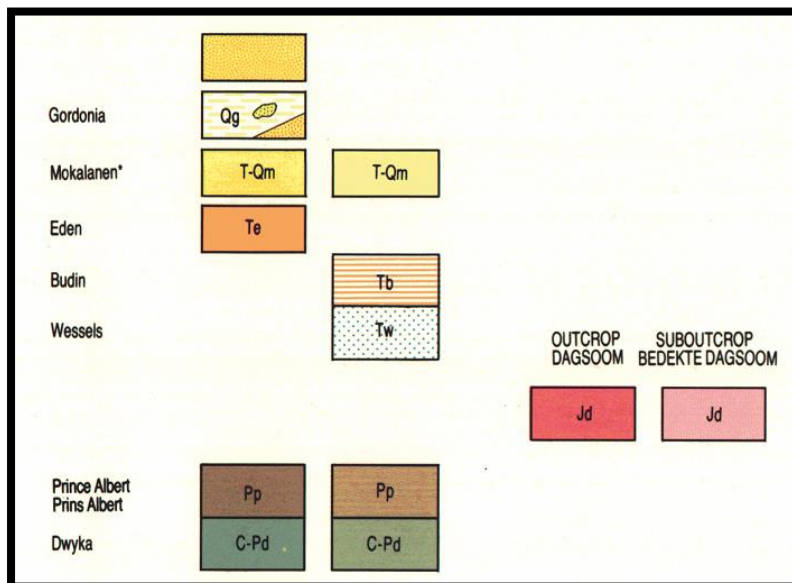 Gordonia Qg
Mokalanen* T-Qm T-Qm
Eden Te
Budin Tb
Wessels Tw
OUTCROP
DAGSOOM
SUBOUTCROP
BEDEKTE DAGSOOM
Jd Jd
Prince Albert
Prins Albert
Pp Pp
Dwyka C-Pd C-Pd